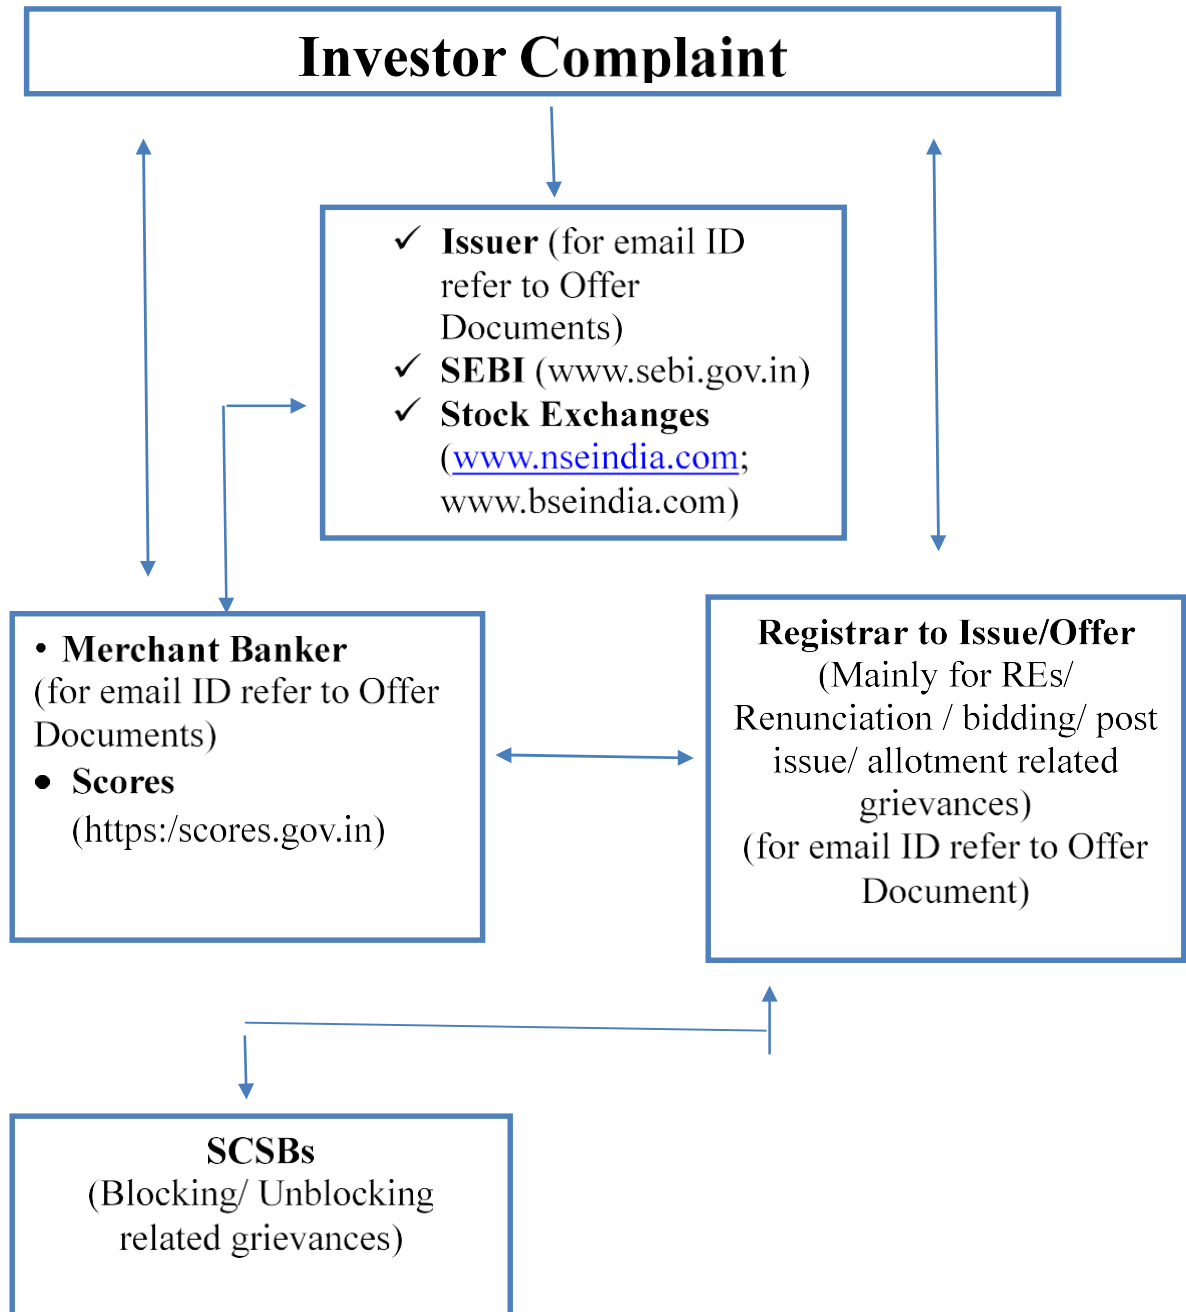 Investor Complaint
✓ Issuer (for email ID
refer to Offer
Documents)
✓ SEBI (www.sebi.gov.in)
✓ Stock Exchanges
(www.nseindia.com;
www.bseindia.com)
• Merchant Banker
(for email ID refer to Offer
Documents)
• Scores
(https:/scores.gov.in)
Registrar to Issue/Offer
(Mainly for REs/
Renunciation / bidding/ post
issue/ allotment related
grievances)
(for email ID refer to Offer
Document)
SCSBs
(Blocking/ Unblocking
related grievances)